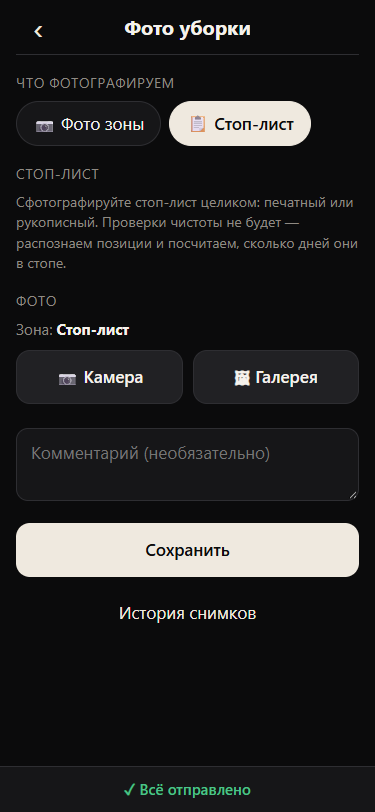 Фото уборки
ЧТО ФОТОГРАФИРУЕМ
Фото зоны
Стоп-лист
СТОП-ЛИСТ
Сфотографируйте стоп-лист целиком: печатный или
рукописный. Проверки чистоты не будет —
распознаем позиции и посчитаем, сколько дней они
в стопе.
ФОТО
Зона: Стоп-лист
Камера
Галерея
Комментарий (необязательно)
Сохранить
История снимков
✓ Всё отправлено